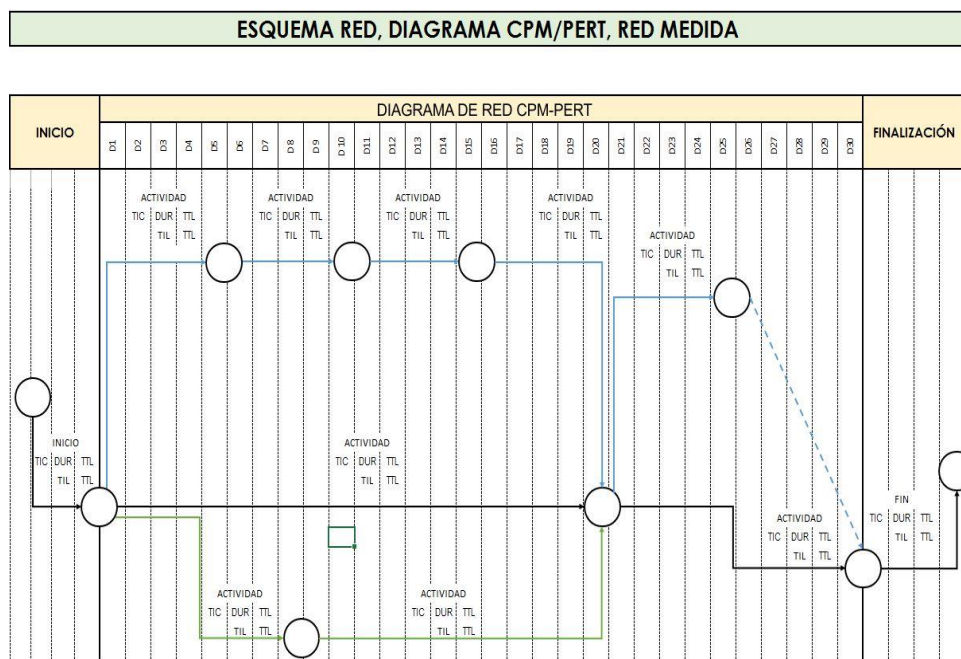 ESQUEMA RED, DIAGRAMA CPM/PERT, RED MEDIDA
INICIO
DIAGRAMA DE RED CPM-PERT
FINALIZACIÓN
D1 D2 D3 D4 D5 D6 D7 D 8 D 9 D 10 D11 D12 D13 D14 D15 D16 D17 D18 D19 D20 D21 D22 D23 D24 D25 D26 D27 D28 D29 D30
ACTIVIDAD
TIC DUR TTL
TIL TTL
ACTIVIDAD
TIC DUR TTL
TIL TTL
ACTIVIDAD
TIC DUR TTL
TIL TTL
ACTIVIDAD
TIC DUR TTL
TIL TTL
ACTIVIDAD
TIC DUR TTL
TIL TTL
INICIO
TIC DUR TTL
TIL TTL
ACTIVIDAD
TIC DUR TTL
TIL TTL
ACTIVIDAD
TIC DUR TTL
TIL TTL
FIN
TIC DUR TTL
TIL TTL
ACTIVIDAD
TIC DUR TTL
TIL TTL
ACTIVIDAD
TIC DUR TTL
TIL TTL